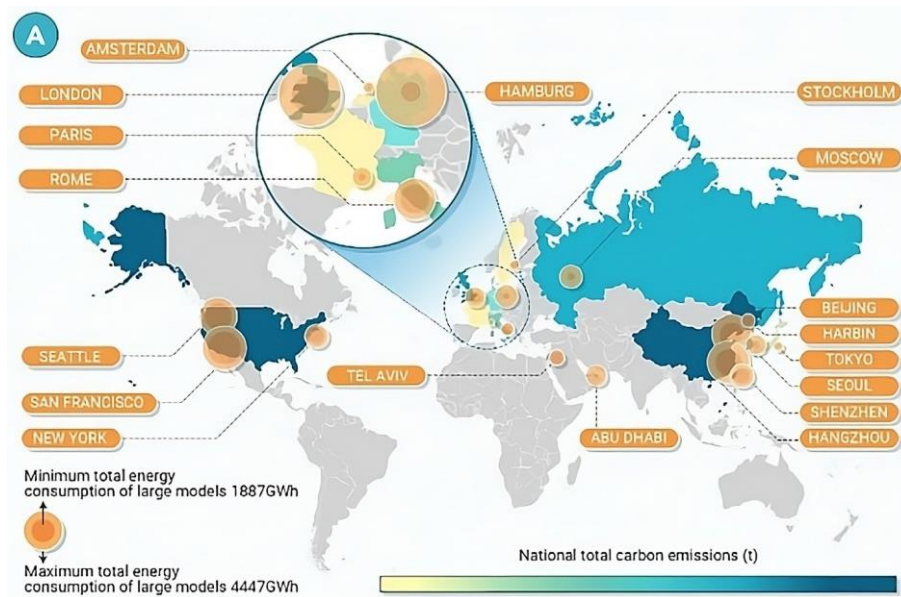 A
AMSTERDAM
LONDON
PARIS
ROME
HAMBURG
STOCKHOLM
MOSCOW
SEATTLE
SAN FRANCISCO
NEW YORK
TEL AVIV
ABU DHABI
BEIJING
HARBIN
TOKYO
SEOUL
SHENZHEN
HANGZHOU
Minimum total energy
consumption of large models 1887GWh
Maximum total energy
consumption of large models 4447GWh
National total carbon emissions (t)